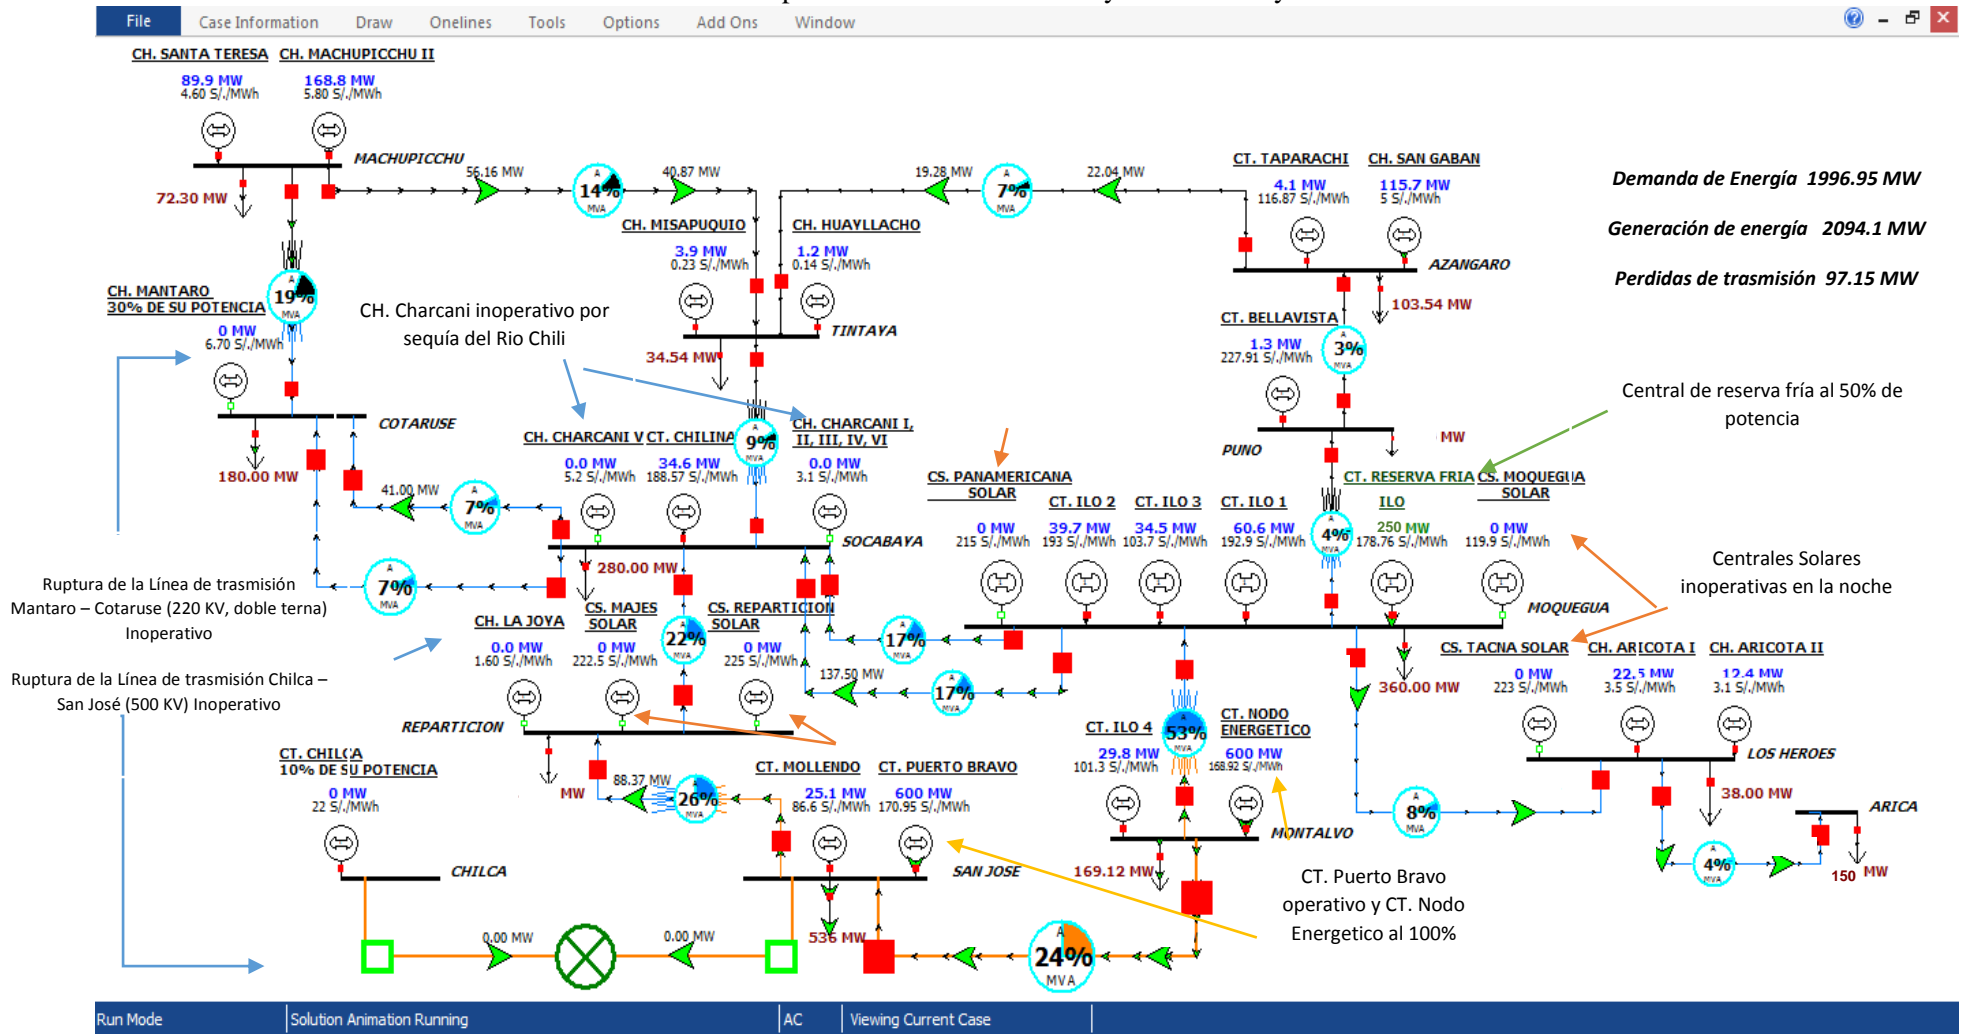 File Case Information Draw Onelines Tools Options Add Ons Window
CH. SANTA TERESA
89.9 MW
4.60 S/./MWh
CH. MACHUPICCHU II
168.8 MW
5.80 S/./MWh
MACHUPICCHU
72.30 MW
56.16 MW
A
14%
MVA
40.87 MW
19.28 MW
A
7%
MVA
22.04 MW
CT. TAPARACHI
4.1 MW
116.87 S/./MWh
CH. SAN GABAN
115.7 MW
5 S/./MWh
AZANGARO
103.54 MW
Demanda de Energía 1996.95 MW
Generación de energía 2094.1 MW
Perdidas de trasmisión 97.15 MW
CH. MISAPUQUIO
3.9 MW
0.23 S/./MWh
CH. HUAYLLACHO
1.2 MW
0.14 S/./MWh
TINTAYA
34.54 MW
A
19%
MVA
CH. MANTARO
30% DE SU POTENCIA
0 MW
6.70 S/./MWh
CH. Charcani inoperativo por
sequía del Rio Chili
CT. BELLAVISTA
1.3 MW
227.91 S/./MWh
A
3%
MVA
PUNO
MW
Central de reserva fría al 50% de
potencia
COTARUSE
180.00 MW
41.00 MW
A
7%
MVA
A
7%
MVA
CH. CHARCANI V
0.0 MW
5.2 S/./MWh
CT. CHILINA
34.6 MW
188.57 S/./MWh
A
9%
MVA
CH. CHARCANI I,
II, III, IV, VI
0.0 MW
3.1 S/./MWh
SOCABAYA
280.00 MW
CS. PANAMERICANA
SOLAR
0 MW
215 S/./MWh
CT. ILO 2
39.7 MW
193 S/./MWh
CT. ILO 3
34.5 MW
103.7 S/./MWh
CT. ILO 1
60.6 MW
192.9 S/./MWh
A
4%
MVA
CT. RESERVA FRIA
ILO
250 MW
178.76 S/./MWh
CS. MOQUEGUA
SOLAR
0 MW
119.9 S/./MWh
MOQUEGUA
360.00 MW
Centrales Solares
inoperativas en la noche
Ruptura de la Línea de trasmisión
Mantaro – Cotaruse (220 KV, doble terna)
Inoperativo
Ruptura de la Línea de trasmisión Chilca –
San José (500 KV) Inoperativo
CH. LA JOYA
0.0 MW
1.60 S/./MWh
CS. MAJES
SOLAR
0 MW
222.5 S/./MWh
A
22%
MVA
CS. REPARTICION
SOLAR
0 MW
225 S/./MWh
REPARTICION
MW
A
17%
MVA
137.50 MW
A
17%
MVA
CS. TACNA SOLAR
0 MW
223 S/./MWh
CH. ARICOTA I
22.5 MW
3.5 S/./MWh
CH. ARICOTA II
12.4 MW
3.1 S/./MWh
LOS HEROES
38.00 MW
A
8%
MVA
A
4%
MVA
ARICA
150 MW
CT. ILO 4
29.8 MW
101.3 S/./MWh
A
53%
MVA
CT. NODO
ENERGETICO
600 MW
168.92 S/./MWh
MONTALVO
169.12 MW
CT. CHILCA
10% DE SU POTENCIA
0 MW
22 S/./MWh
CHILCA
88.37 MW
A
26%
MVA
CT. MOLLENDO
25.1 MW
86.6 S/./MWh
CT. PUERTO BRAVO
600 MW
170.95 S/./MWh
SAN JOSE
536 MW
CT. Puerto Bravo
operativo y CT. Nodo
Energetico al 100%
0.00 MW
0.00 MW
A
24%
MVA
Run Mode Solution Animation Running AC Viewing Current Case